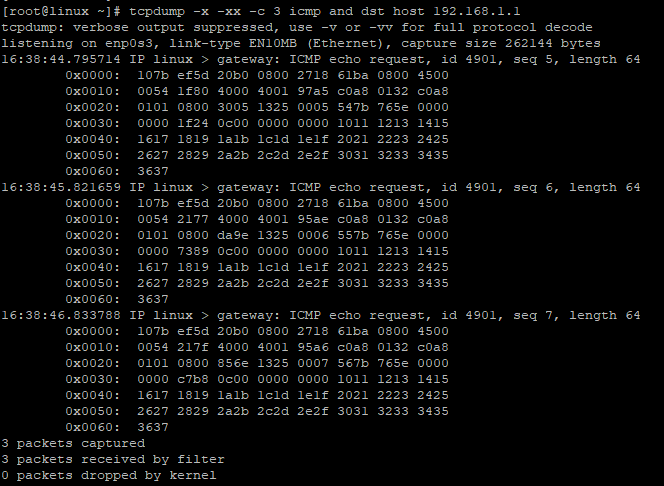 [root@linux ~]# tcpdump -x -xx -c 3 icmp and dst host 192.168.1.1
tcpdump: verbose output suppressed, use -v or -vv for full protocol decode
listening on enp0s3, link-type EN10MB (Ethernet), capture size 262144 bytes
16:38:44.795714 IP linux > gateway: ICMP echo request, id 4901, seq 5, length 64
0x0000: 107b ef5d 20b0 0800 2718 61ba 0800 4500
0x0010: 0054 1f80 4000 4001 97a5 c0a8 0132 c0a8
0x0020: 0101 0800 3005 1325 0005 547b 765e 0000
0x0030: 0000 1f24 0c00 0000 0000 1011 1213 1415
0x0040: 1617 1819 1a1b 1c1d 1e1f 2021 2223 2425
0x0050: 2627 2829 2a2b 2c2d 2e2f 3031 3233 3435
0x0060: 3637
16:38:45.821659 IP linux > gateway: ICMP echo request, id 4901, seq 6, length 64
0x0000: 107b ef5d 20b0 0800 2718 61ba 0800 4500
0x0010: 0054 2177 4000 4001 95ae c0a8 0132 c0a8
0x0020: 0101 0800 da9e 1325 0006 557b 765e 0000
0x0030: 0000 7389 0c00 0000 0000 1011 1213 1415
0x0040: 1617 1819 1a1b 1c1d 1e1f 2021 2223 2425
0x0050: 2627 2829 2a2b 2c2d 2e2f 3031 3233 3435
0x0060: 3637
16:38:46.833788 IP linux > gateway: ICMP echo request, id 4901, seq 7, length 64
0x0000: 107b ef5d 20b0 0800 2718 61ba 0800 4500
0x0010: 0054 217f 4000 4001 95a6 c0a8 0132 c0a8
0x0020: 0101 0800 856e 1325 0007 567b 765e 0000
0x0030: 0000 c7b8 0c00 0000 0000 1011 1213 1415
0x0040: 1617 1819 1a1b 1c1d 1e1f 2021 2223 2425
0x0050: 2627 2829 2a2b 2c2d 2e2f 3031 3233 3435
0x0060: 3637
3 packets captured
3 packets received by filter
0 packets dropped by kernel